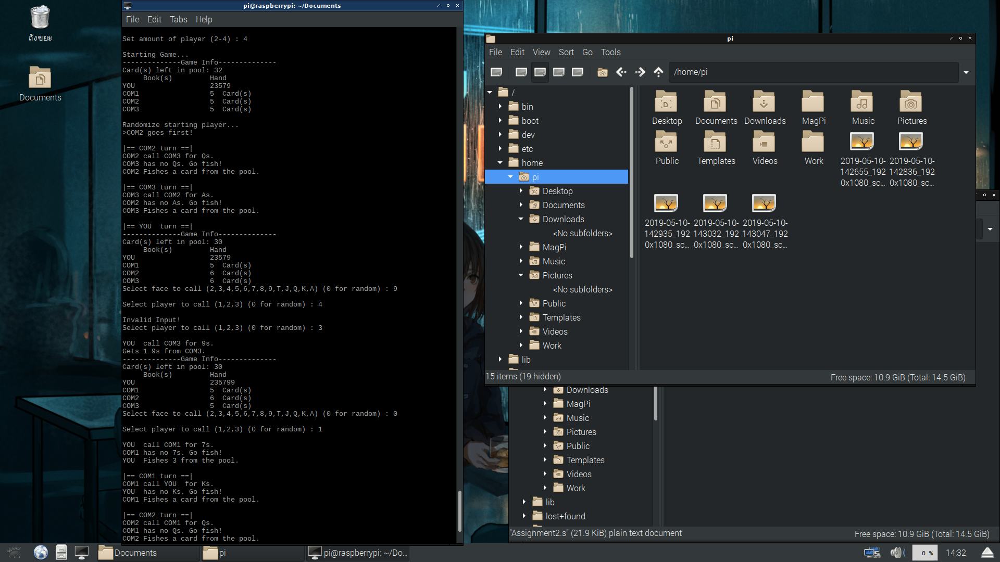 ถังขยะ
Documents
pi@raspberrypi: ~/Documents
File Edit Tabs Help
Set amount of player (2-4) : 4
Starting Game...
--------------Game Info--------------
Card(s) left in pool: 32
     Book(s)         Hand
YOU                  23579
COM1                 5  Card(s)
COM2                 5  Card(s)
COM3                 5  Card(s)
Randomize starting player...
>COM2 goes first!
|== COM2 turn ==|
COM2 call COM3 for Qs.
COM3 has no Qs. Go fish!
COM2 Fishes a card from the pool.
|== COM3 turn ==|
COM3 call COM2 for As.
COM2 has no As. Go fish!
COM3 Fishes a card from the pool.
|== YOU  turn ==|
--------------Game Info--------------
Card(s) left in pool: 30
     Book(s)         Hand
YOU                  23579
COM1                 5  Card(s)
COM2                 6  Card(s)
COM3                 6  Card(s)
Select face to call (2,3,4,5,6,7,8,9,T,J,Q,K,A) (0 for random) : 9
Select player to call (1,2,3) (0 for random) : 4
Invalid Input!
Select player to call (1,2,3) (0 for random) : 3
YOU  call COM3 for 9s.
Gets 1 9s from COM3.
--------------Game Info--------------
Card(s) left in pool: 30
     Book(s)         Hand
YOU                  235799
COM1                 5  Card(s)
COM2                 6  Card(s)
COM3                 5  Card(s)
Select face to call (2,3,4,5,6,7,8,9,T,J,Q,K,A) (0 for random) : 0
Select player to call (1,2,3) (0 for random) : 1
YOU  call COM1 for 7s.
COM1 has no 7s. Go fish!
YOU  Fishes 3 from the pool.
|== COM1 turn ==|
COM1 call YOU  for Ks.
YOU  has no Ks. Go fish!
COM1 Fishes a card from the pool.
|== COM2 turn ==|
COM2 call COM1 for Qs.
COM1 has no Qs. Go fish!
COM2 Fishes a card from the pool.
pi
File Edit View Sort Go Tools
/home/pi
/
bin
boot
dev
etc
home
pi
Desktop
Documents
Downloads
<No subfolders>
MagPi
Music
Pictures
<No subfolders>
Public
Templates
Videos
Work
lib
Desktop Documents Downloads MagPi Music Pictures
Public Templates Videos Work 2019-05-10-142655_1920x1080_sc... 2019-05-10-142836_1920x1080_sc...
2019-05-10-142935_1920x1080_sc... 2019-05-10-143032_1920x1080_sc... 2019-05-10-143047_1920x1080_sc...
15 items (19 hidden) Free space: 10.9 GiB (Total: 14.5 GiB)
Downloads
MagPi
Music
Pictures
Public
Templates
Videos
Work
lib
lost+found
"Assignment2.s" (21.9 KiB) plain text document Free space: 10.9 GiB (Total: 14.5 GiB)
Documents pi pi@raspberrypi: ~/Do... 0 % 14:32